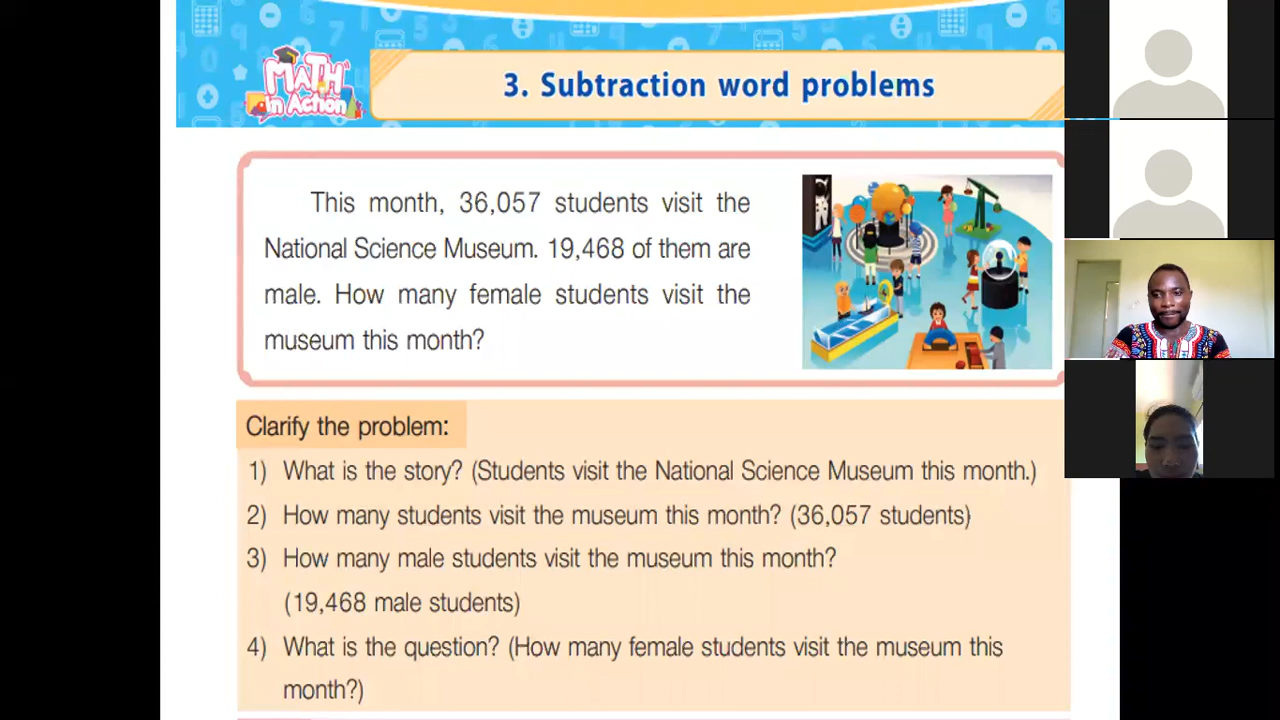 MATH
in Action
3. Subtraction word problems
This month, 36,057 students visit the
National Science Museum. 19,468 of them are
male. How many female students visit the
museum this month?
Clarify the problem:
1) What is the story? (Students visit the National Science Museum this month.)
2) How many students visit the museum this month? (36,057 students)
3) How many male students visit the museum this month?
(19,468 male students)
4) What is the question? (How many female students visit the museum this
month?)